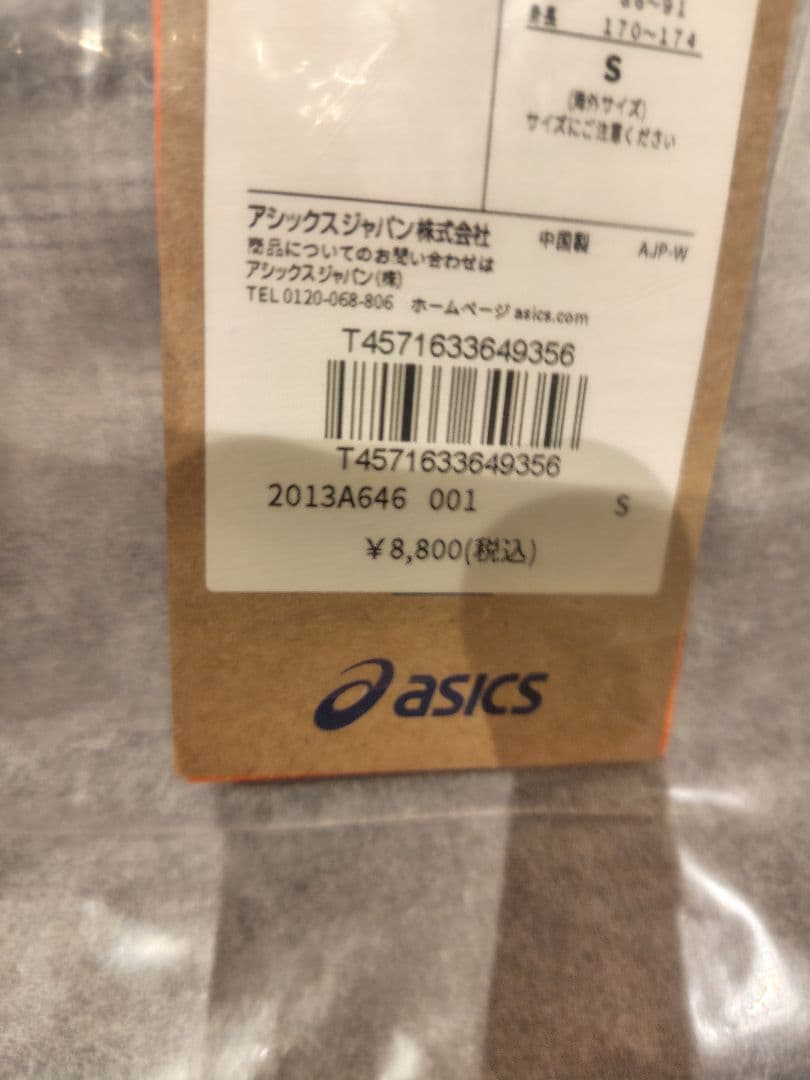 86~91
身長 170~174
S
(海外サイズ)
サイズにご注意ください
アシックスジャパン株式会社 中国製 AJP-W
商品についてのお問い合わせは
アシックスジャパン(株)
TEL 0120-068-806 ホームページ asics.com
T4571633649356
T4571633649356
2013A646 001 S
¥8,800(税込)
asics